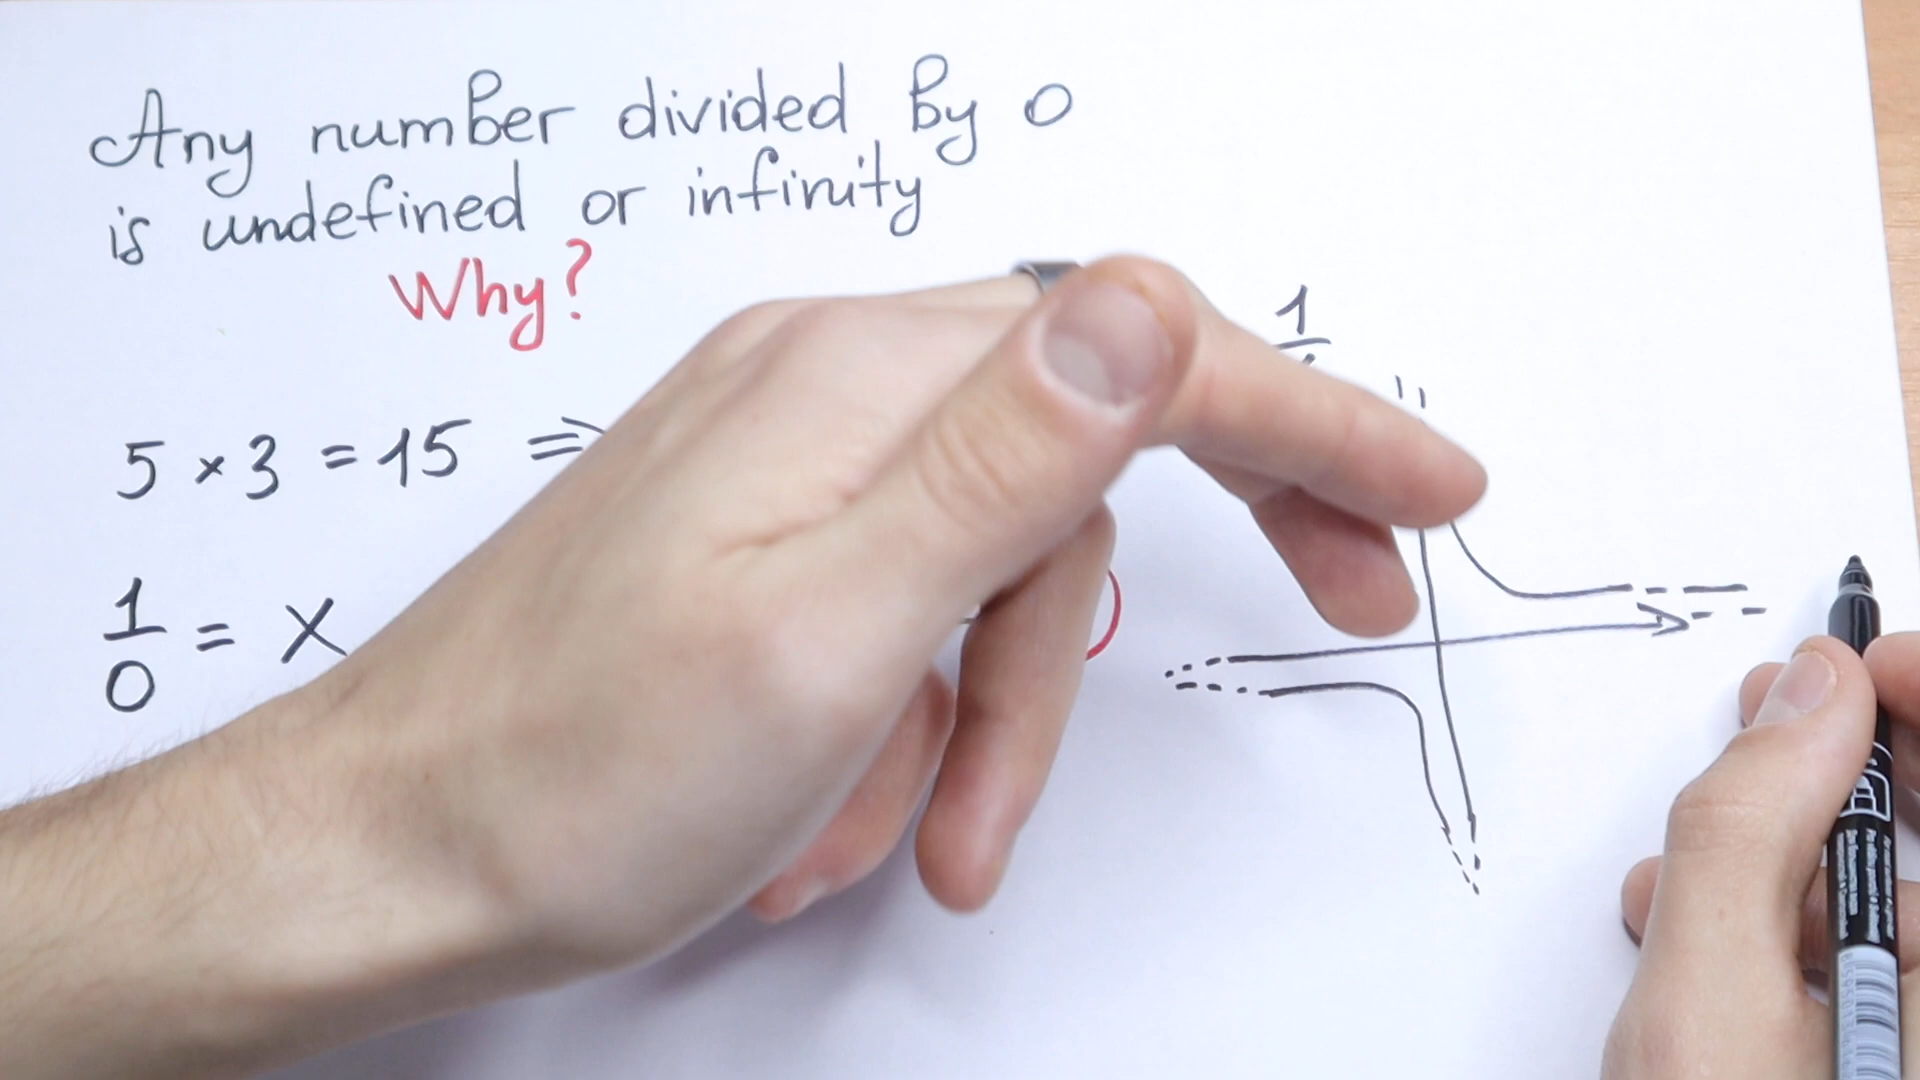 Any number divided by 0
is undefined or infinity
Why?
5 × 3 = 15 ⇒
1/0 = x
1